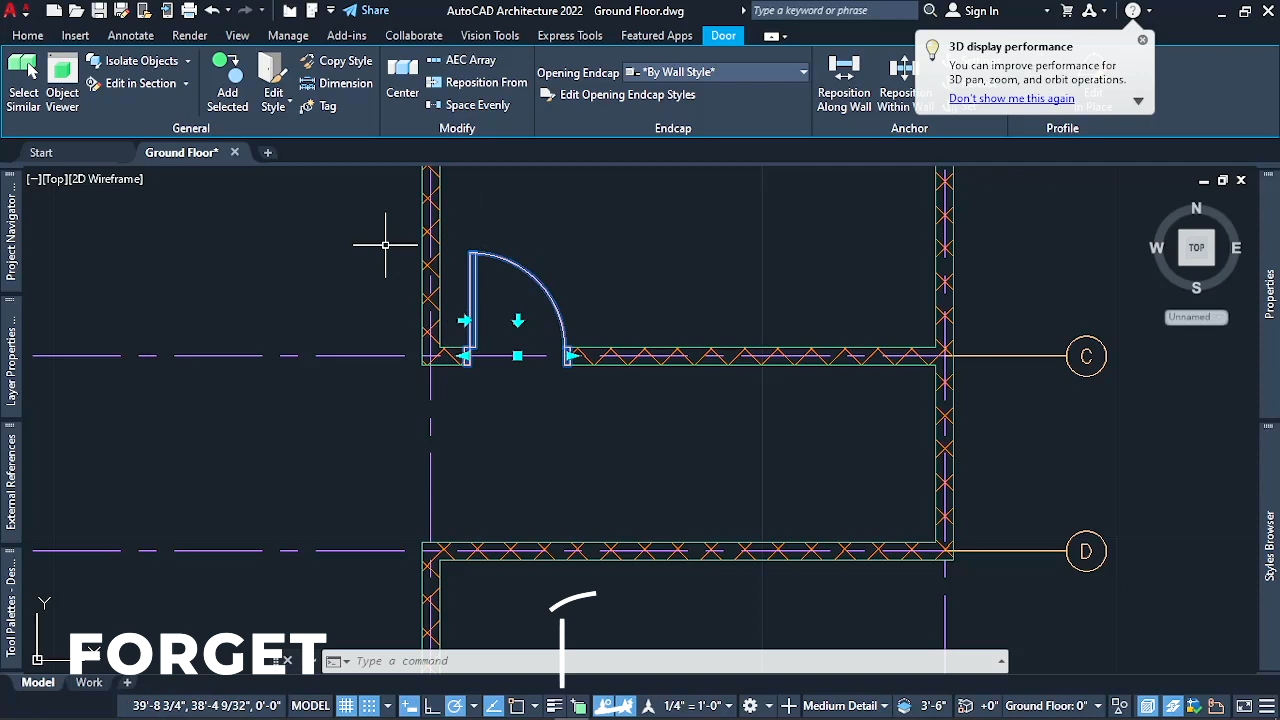 Share
AutoCAD Architecture 2022 Ground Floor.dwg
Type a keyword or phrase
Sign In
Home Insert Annotate Render View Manage Add-ins Collaborate Vision Tools Express Tools Featured Apps Door
3D display performance
You can improve performance for
3D pan, zoom, and orbit operations.
Don't show me this again
Select
Similar
Object
Viewer
Isolate Objects
Edit in Section
General
Add
Selected
Edit
Style
Copy Style
Dimension
Tag
Center
AEC Array
Reposition From
Space Evenly
Modify
Opening Endcap
*By Wall Style*
Edit Opening Endcap Styles
Endcap
Reposition
Along Wall
Reposition
Within Wall
Anchor
Edit
In Place
Profile
Start
Ground Floor*
[−][Top][2D Wireframe]
N
W
TOP
E
S
Unnamed
Project Navigator ...
Layer Properties ...
External References
Tool Palettes - Des...
Properties
Styles Browser
C
D
Y
X
FORGET
Type a command
Model
Work
39'-8 3/4", 38'-4 9/32", 0'-0"
MODEL
1/4" = 1'-0"
Medium Detail
3'-6"
+0"
Ground Floor: 0"